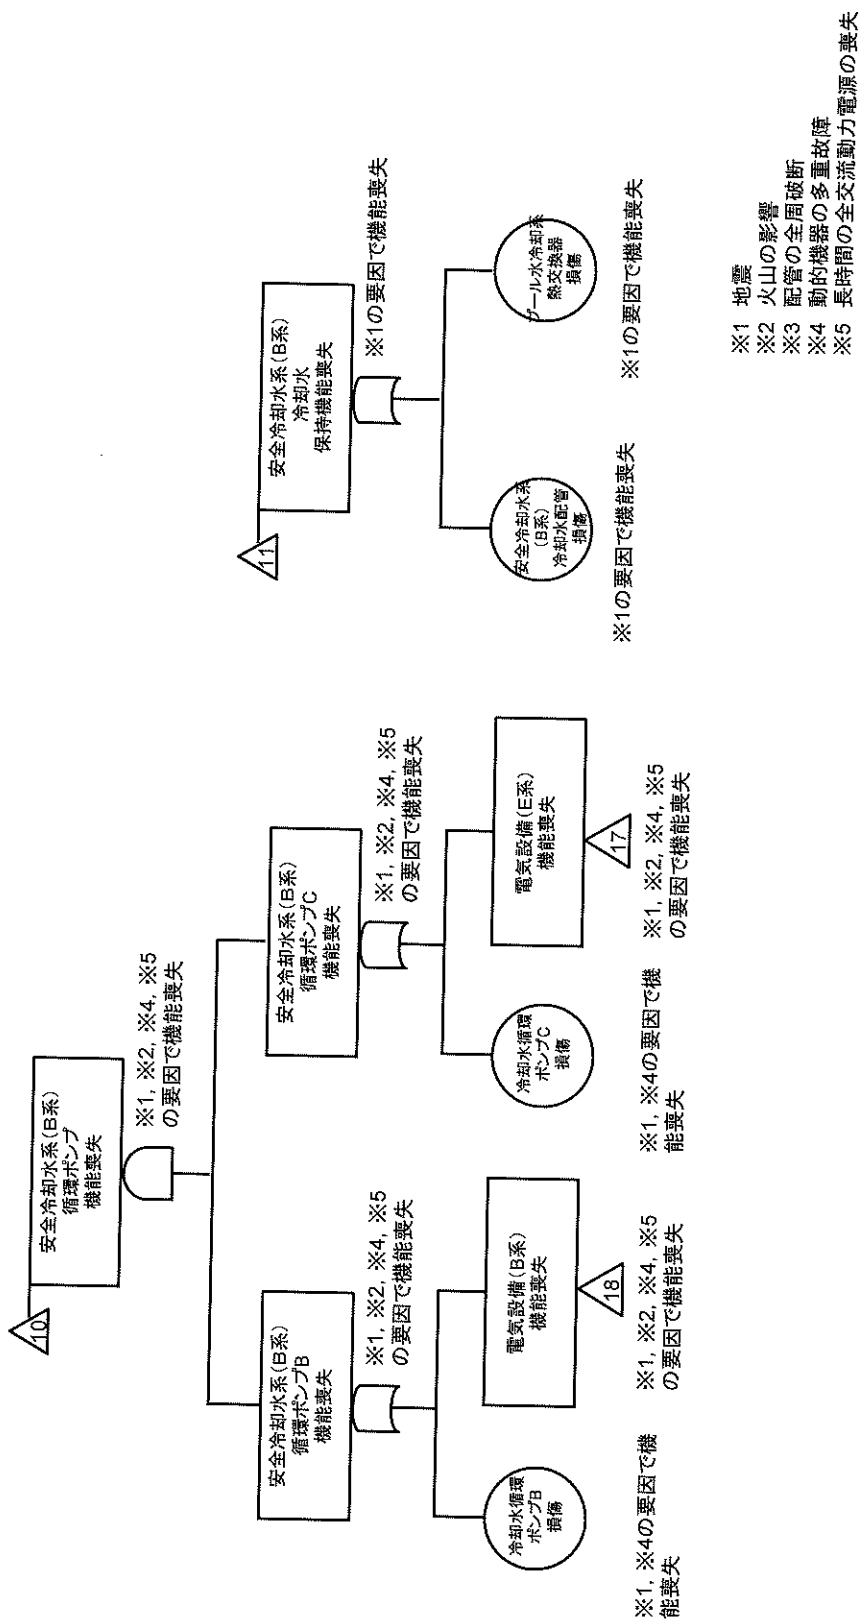 10
安全冷却水系(B系)
循環ポンプ
機能喪失
※1, ※2, ※4, ※5
の要因で機能喪失
安全冷却水系(B系)
循環ポンプB
機能喪失
※1, ※2, ※4, ※5
の要因で機能喪失
安全冷却水系(B系)
循環ポンプC
機能喪失
※1, ※2, ※4, ※5
の要因で機能喪失
冷却水循環
ポンプB
損傷
※1, ※4の要因で機
能喪失
電気設備(B系)
機能喪失
18
※1, ※2, ※4, ※5
の要因で機能喪失
冷却水循環
ポンプC
損傷
※1, ※4の要因で機
能喪失
電気設備(E系)
機能喪失
17
※1, ※2, ※4, ※5
の要因で機能喪失
11
安全冷却水系(B系)
冷却水
保持機能喪失
※1の要因で機能喪失
安全冷却水系
(B系)
冷却水配管
損傷
※1の要因で機能喪失
プール水冷却系
熱交換器
損傷
※1の要因で機能喪失
※1 地震
※2 火山の影響
※3 配管の全周破断
※4 動的機器の多重故障
※5 長時間の全交流動力電源の喪失